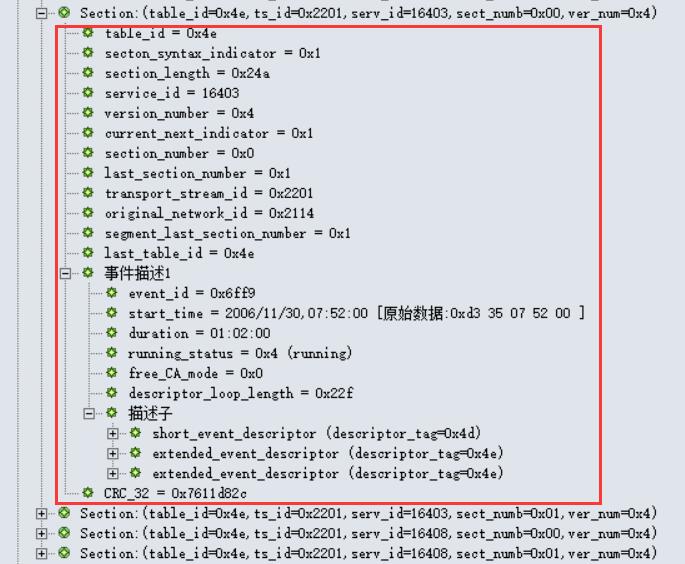 Section:(table_id=0x4e, ts_id=0x2201, serv_id=16403, sect_numb=0x00, ver_num=0x4)
table_id = 0x4e
secton_syntax_indicator = 0x1
section_length = 0x24a
service_id = 16403
version_number = 0x4
current_next_indicator = 0x1
section_number = 0x0
last_section_number = 0x1
transport_stream_id = 0x2201
original_network_id = 0x2114
segment_last_section_number = 0x1
last_table_id = 0x4e
事件描述1
event_id = 0x6ff9
start_time = 2006/11/30,07:52:00 [原始数据:0xd3 35 07 52 00 ]
duration = 01:02:00
running_status = 0x4 (running)
free_CA_mode = 0x0
descriptor_loop_length = 0x22f
描述子
short_event_descriptor (descriptor_tag=0x4d)
extended_event_descriptor (descriptor_tag=0x4e)
extended_event_descriptor (descriptor_tag=0x4e)
CRC_32 = 0x7611d82c
Section:(table_id=0x4e, ts_id=0x2201, serv_id=16403, sect_numb=0x01, ver_num=0x4)
Section:(table_id=0x4e, ts_id=0x2201, serv_id=16408, sect_numb=0x00, ver_num=0x4)
Section:(table_id=0x4e, ts_id=0x2201, serv_id=16408, sect_numb=0x01, ver_num=0x4)